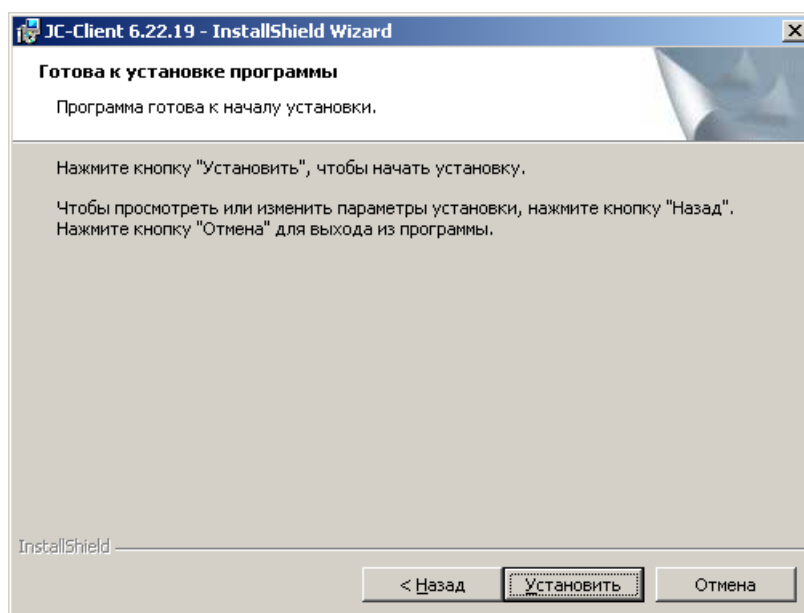 JC-Client 6.22.19 - InstallShield Wizard
Готова к установке программы
Программа готова к началу установки.
Нажмите кнопку "Установить", чтобы начать установку.
Чтобы просмотреть или изменить параметры установки, нажмите кнопку "Назад".
Нажмите кнопку "Отмена" для выхода из программы.
InstallShield
< Назад
Установить
Отмена